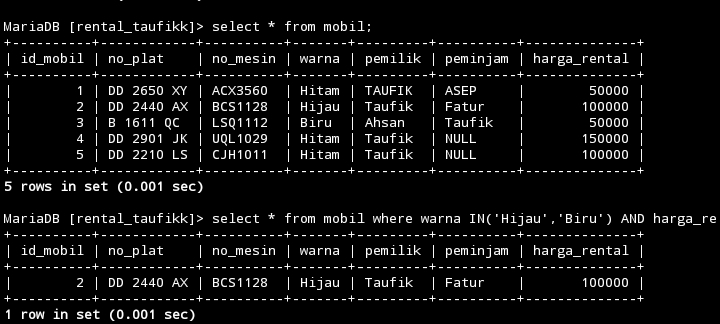 MariaDB [rental_taufikk]> select * from mobil;
+----------+------------+----------+-------+---------+----------+--------------+
| id_mobil | no_plat    | no_mesin | warna | pemilik | peminjam | harga_rental |
+----------+------------+----------+-------+---------+----------+--------------+
|        1 | DD 2650 XY | ACX3560  | Hitam | TAUFIK  | ASEP     |        50000 |
|        2 | DD 2440 AX | BCS1128  | Hijau | Taufik  | Fatur    |       100000 |
|        3 | B 1611 QC  | LSQ1112  | Biru  | Ahsan   | Taufik   |        50000 |
|        4 | DD 2901 JK | UQL1029  | Hitam | Taufik  | NULL     |       150000 |
|        5 | DD 2210 LS | CJH1011  | Hitam | Taufik  | NULL     |       100000 |
+----------+------------+----------+-------+---------+----------+--------------+
5 rows in set (0.001 sec)
MariaDB [rental_taufikk]> select * from mobil where warna IN('Hijau','Biru') AND harga_re
+----------+------------+----------+-------+---------+----------+--------------+
| id_mobil | no_plat    | no_mesin | warna | pemilik | peminjam | harga_rental |
+----------+------------+----------+-------+---------+----------+--------------+
|        2 | DD 2440 AX | BCS1128  | Hijau | Taufik  | Fatur    |       100000 |
+----------+------------+----------+-------+---------+----------+--------------+
1 row in set (0.001 sec)